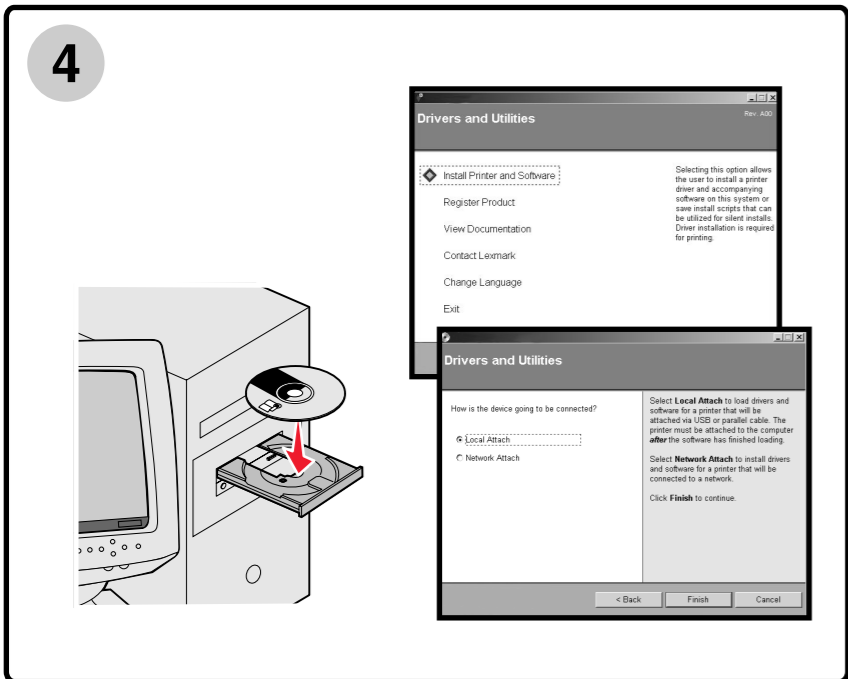 4
Drivers and Utilities
Rev. A00
Install Printer and Software
Register Product
View Documentation
Contact Lexmark
Change Language
Exit
Selecting this option allows
the user to install a printer
driver and accompanying
software on this system or
save install scripts that can
be utilized for silent installs.
Driver installation is required
for printing.
Drivers and Utilities
How is the device going to be connected?
Local Attach
Network Attach
Select Local Attach to load drivers and
software for a printer that will be
attached via USB or parallel cable. The
printer must be attached to the computer
after the software has finished loading.
Select Network Attach to install drivers
and software for a printer that will be
connected to a network.
Click Finish to continue.
< Back
Finish
Cancel